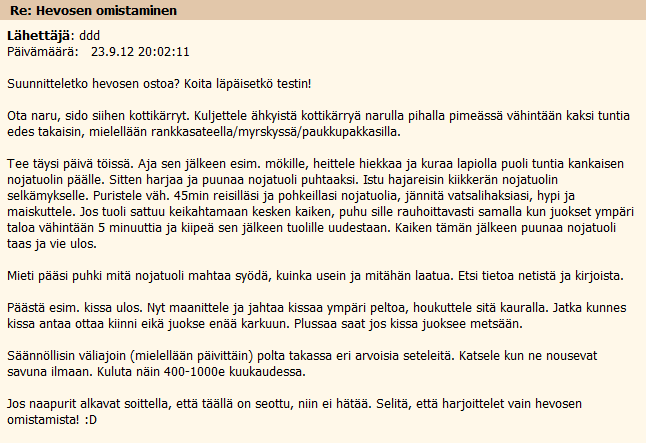 Re: Hevosen omistaminen
Lähettäjä: ddd
Päivämäärä: 23.9.12 20:02:11
Suunnitteletko hevosen ostoa? Koita läpäisetkö testin!
Ota naru, sido siihen kottikärryt. Kuljettele ähkyistä kottikärryä narulla pihalla pimeässä vähintään kaksi tuntia
edes takaisin, mielellään rankkasateella/myrskyssä/paukkupakkasilla.
Tee täysi päivä töissä. Aja sen jälkeen esim. mökille, heittele hiekkaa ja kuraa lapiolla puoli tuntia kankaisen
nojatuolin päälle. Sitten harjaa ja puunaa nojatuoli puhtaaksi. Istu hajareisin kiikkerän nojatuolin
selkämykselle. Puristele väh. 45min reisilläsi ja pohkeillasi nojatuolia, jännitä vatsalihaksiasi, hypi ja
maiskuttele. Jos tuoli sattuu keikahtamaan kesken kaiken, puhu sille rauhoittavasti samalla kun juokset ympäri
taloa vähintään 5 minuuttia ja kiipeä sen jälkeen tuolille uudestaan. Kaiken tämän jälkeen puunaa nojatuoli
taas ja vie ulos.
Mieti pääsi puhki mitä nojatuoli mahtaa syödä, kuinka usein ja mitähän laatua. Etsi tietoa netistä ja kirjoista.
Päästä esim. kissa ulos. Nyt maanittele ja jahtaa kissaa ympäri peltoa, houkuttele sitä kauralla. Jatka kunnes
kissa antaa ottaa kiinni eikä juokse enää karkuun. Plussaa saat jos kissa juoksee metsään.
Säännöllisin väliajoin (mielellään päivittäin) polta takassa eri arvoisia seteleitä. Katsele kun ne nousevat
savuna ilmaan. Kuluta näin 400-1000e kuukaudessa.
Jos naapurit alkavat soittella, että täällä on seottu, niin ei hätää. Selitä, että harjoittelet vain hevosen
omistamista! :D